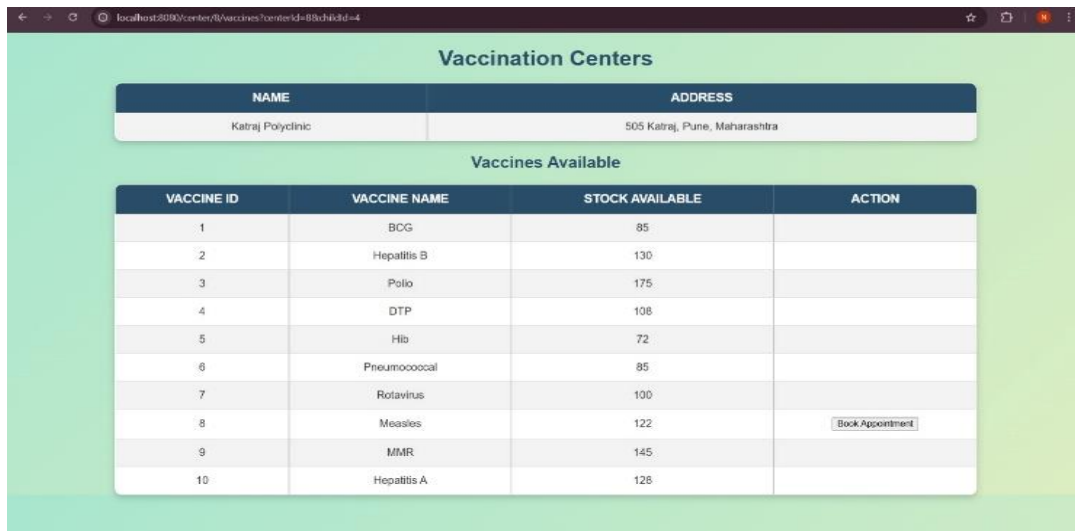 localhost:8080/center/8/vaccines?centerId=8&childId=4
N
Vaccination Centers
NAME ADDRESS
Katraj Polyclinic 505 Katraj, Pune, Maharashtra
Vaccines Available
VACCINE ID VACCINE NAME STOCK AVAILABLE ACTION
1 BCG 85
2 Hepatitis B 130
3 Polio 175
4 DTP 108
5 Hib 72
6 Pneumococcal 85
7 Rotavirus 100
8 Measles 122 Book Appointment
9 MMR 145
10 Hepatitis A 128